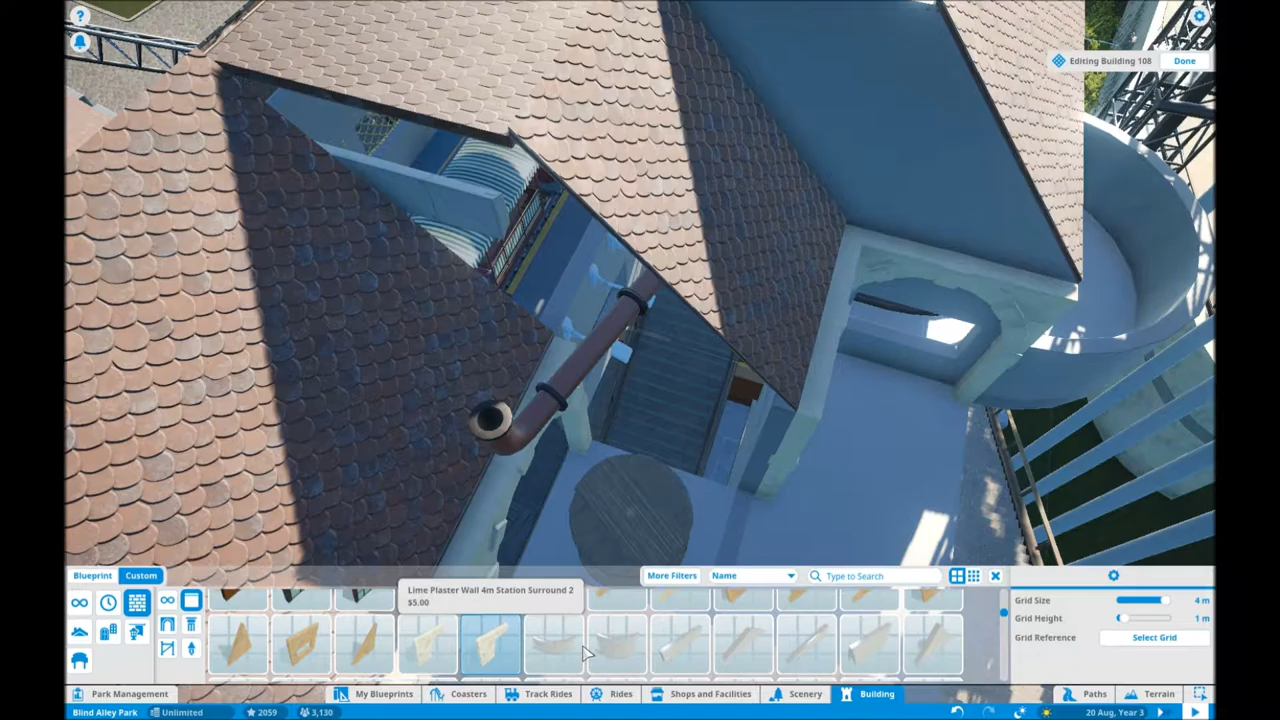 ?
Editing Building 108
Done
Blueprint
Custom
More Filters
Name
Type to Search
Lime Plaster Wall 4m Station Surround 2
$5.00
Grid Size
4 m
Grid Height
1 m
Grid Reference
Select Grid
Park Management
My Blueprints
Coasters
Track Rides
Rides
Shops and Facilities
Scenery
Building
Paths
Terrain
Blind Alley Park
Unlimited
2059
3,130
20 Aug, Year 3